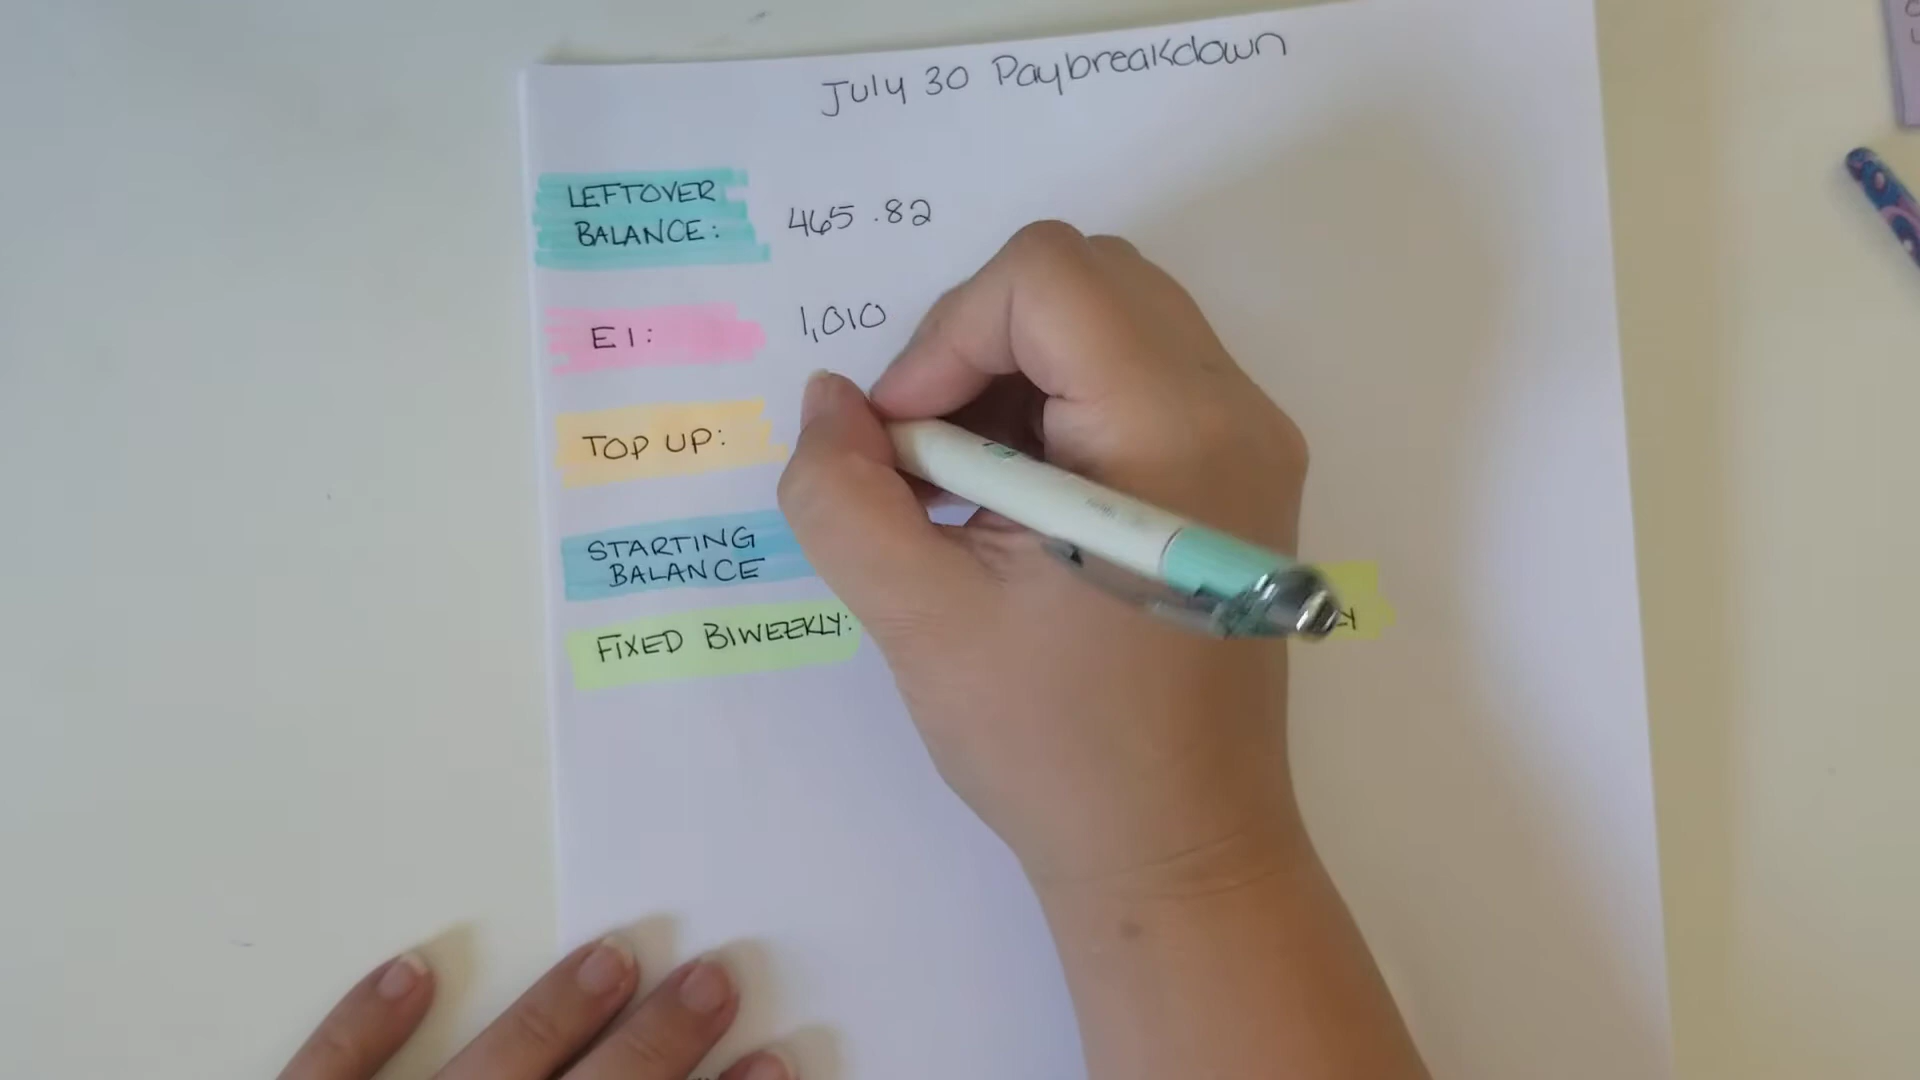 July 30 Paybreakdown
LEFTOVER
BALANCE:
465.82
EI:
1,010
TOP UP:
STARTING
BALANCE
FIXED BIWEEKLY: